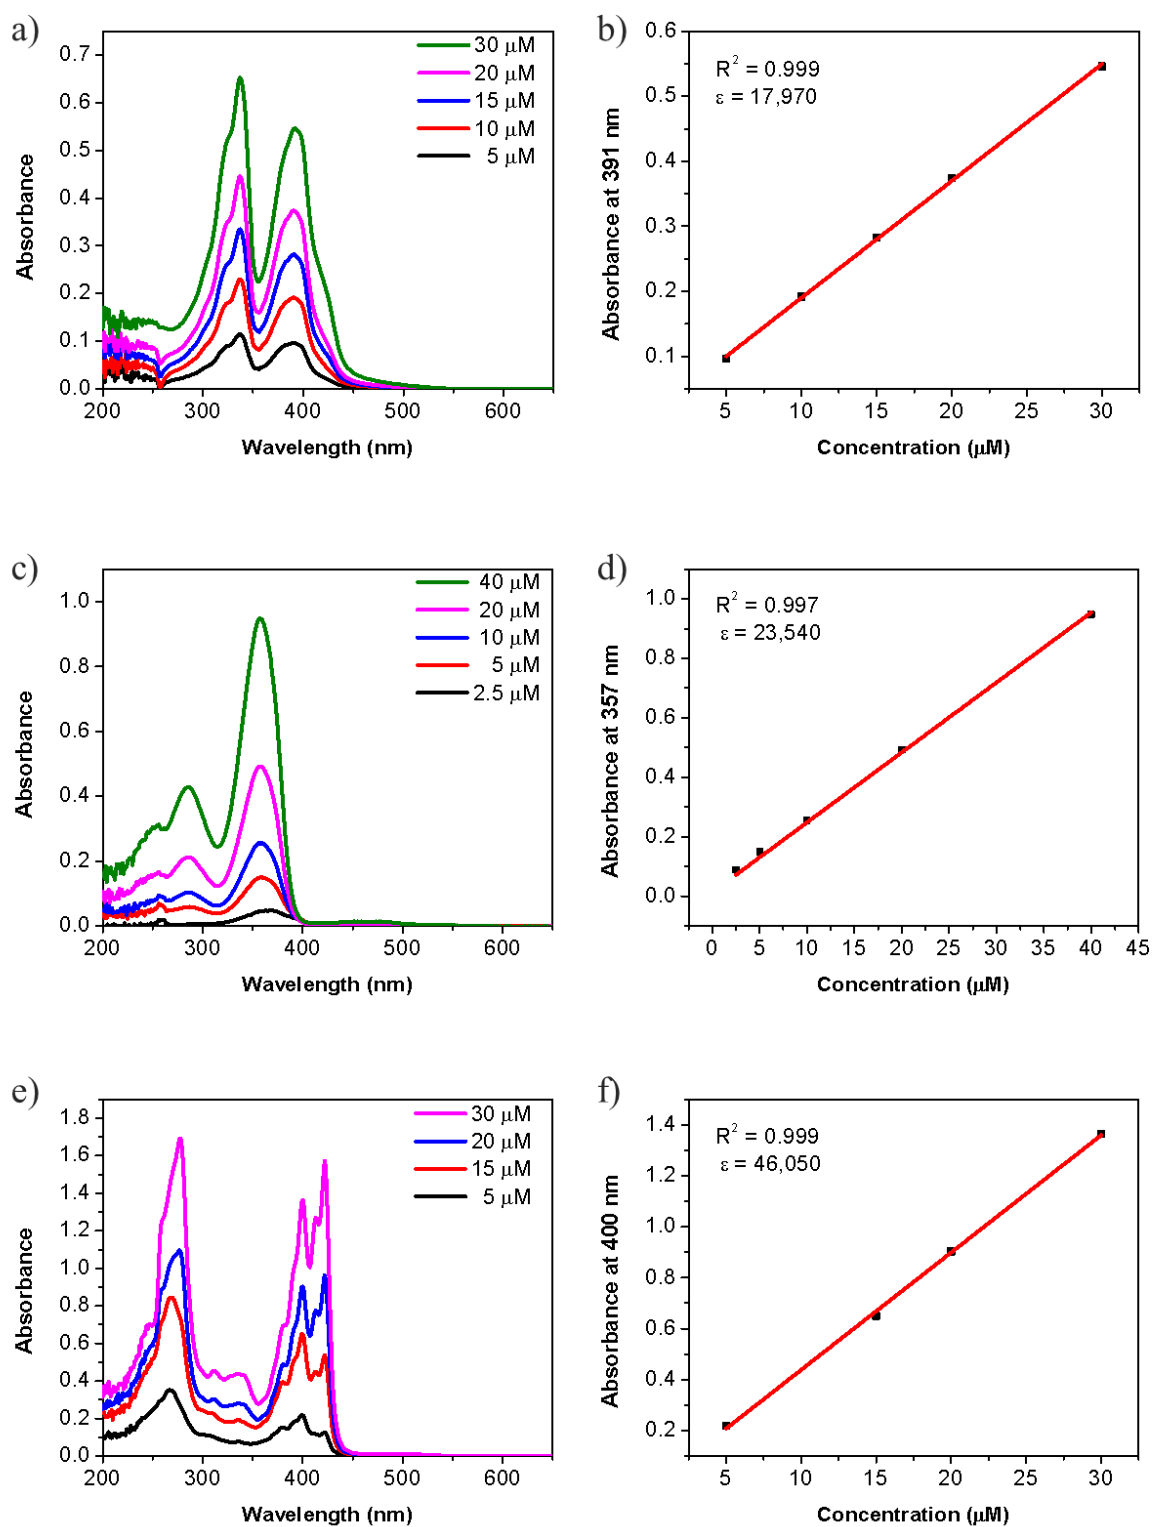 a)
0.7
0.6
0.5
0.4
0.3
0.2
0.1
0.0
200 300 400 500 600
Absorbance
Wavelength (nm)
30 μM
20 μM
15 μM
10 μM
5 μM
b)
0.6
0.5
0.4
0.3
0.2
0.1
5 10 15 20 25 30
Absorbance at 391 nm
Concentration (μM)
R² = 0.999
ε = 17,970
c)
1.0
0.8
0.6
0.4
0.2
0.0
200 300 400 500 600
Absorbance
Wavelength (nm)
40 μM
20 μM
10 μM
5 μM
2.5 μM
d)
1.0
0.8
0.6
0.4
0.2
0.0
0 5 10 15 20 25 30 35 40 45
Absorbance at 357 nm
Concentration (μM)
R² = 0.997
ε = 23,540
e)
1.8
1.6
1.4
1.2
1.0
0.8
0.6
0.4
0.2
0.0
200 300 400 500 600
Absorbance
Wavelength (nm)
30 μM
20 μM
15 μM
5 μM
f)
1.4
1.2
1.0
0.8
0.6
0.4
0.2
5 10 15 20 25 30
Absorbance at 400 nm
Concentration (μM)
R² = 0.999
ε = 46,050